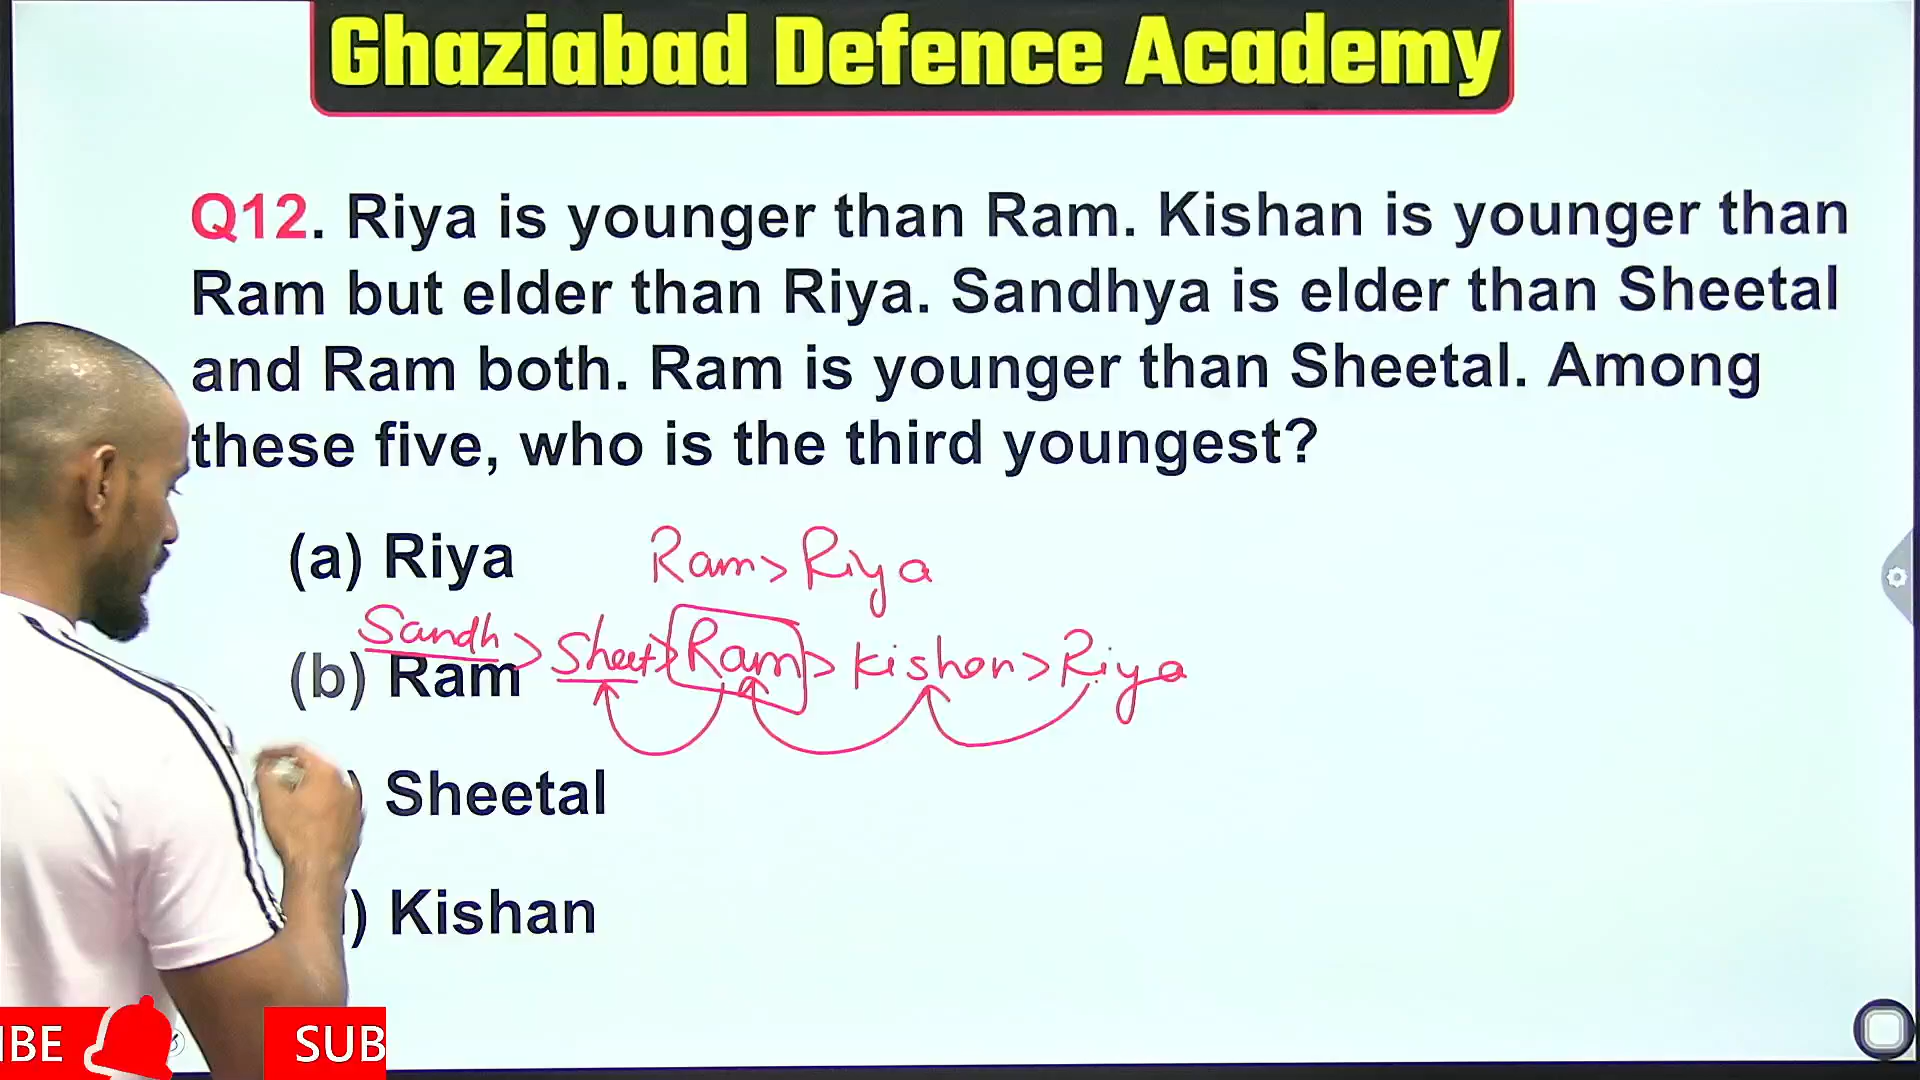 Ghaziabad Defence Academy
Q12. Riya is younger than Ram. Kishan is younger than
Ram but elder than Riya. Sandhya is elder than Sheetal
and Ram both. Ram is younger than Sheetal. Among
these five, who is the third youngest?
(a) Riya
Ram > Riya
Sandh > Sheet > Ram > Kishan > Riya
(b) Ram
) Sheetal
) Kishan
IBE
SUB